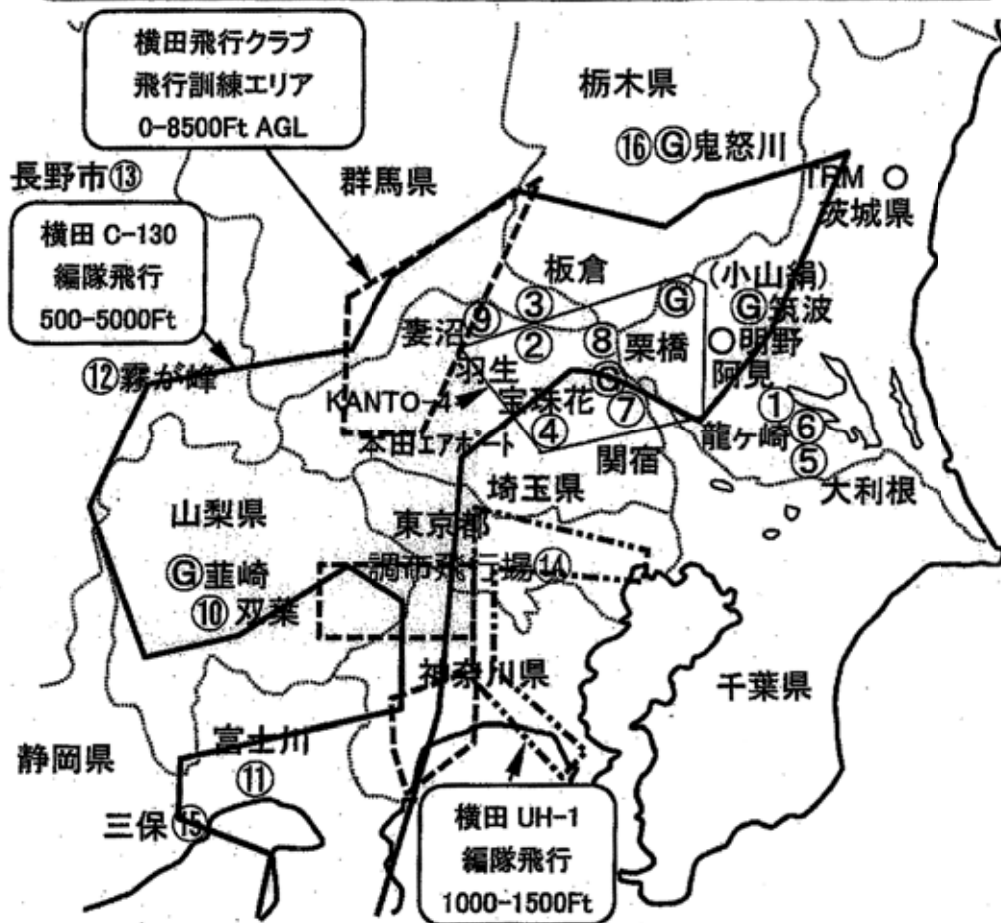 横田飛行クラブ
飛行訓練エリア
0-8500Ft AGL
栃木県
⑯Ⓖ鬼怒川
長野市⑬
群馬県
TRM
茨城県
横田 C-130
編隊飛行
500-5000Ft
板倉
(小山絹)
Ⓖ
Ⓖ筑波
妻沼⑨
③
②
⑧
栗橋
明野
⑫霧が峰
羽生
阿見
KANTO-4
宝珠花
Ⓖ
⑦
①
④
龍ヶ崎
⑥
⑤
本田エアポート
関宿
大利根
埼玉県
山梨県
東京都
Ⓖ韮崎
調布飛行場⑭
⑩双葉
神奈川県
千葉県
静岡県
富士川
⑪
三保⑮
横田 UH-1
編隊飛行
1000-1500Ft